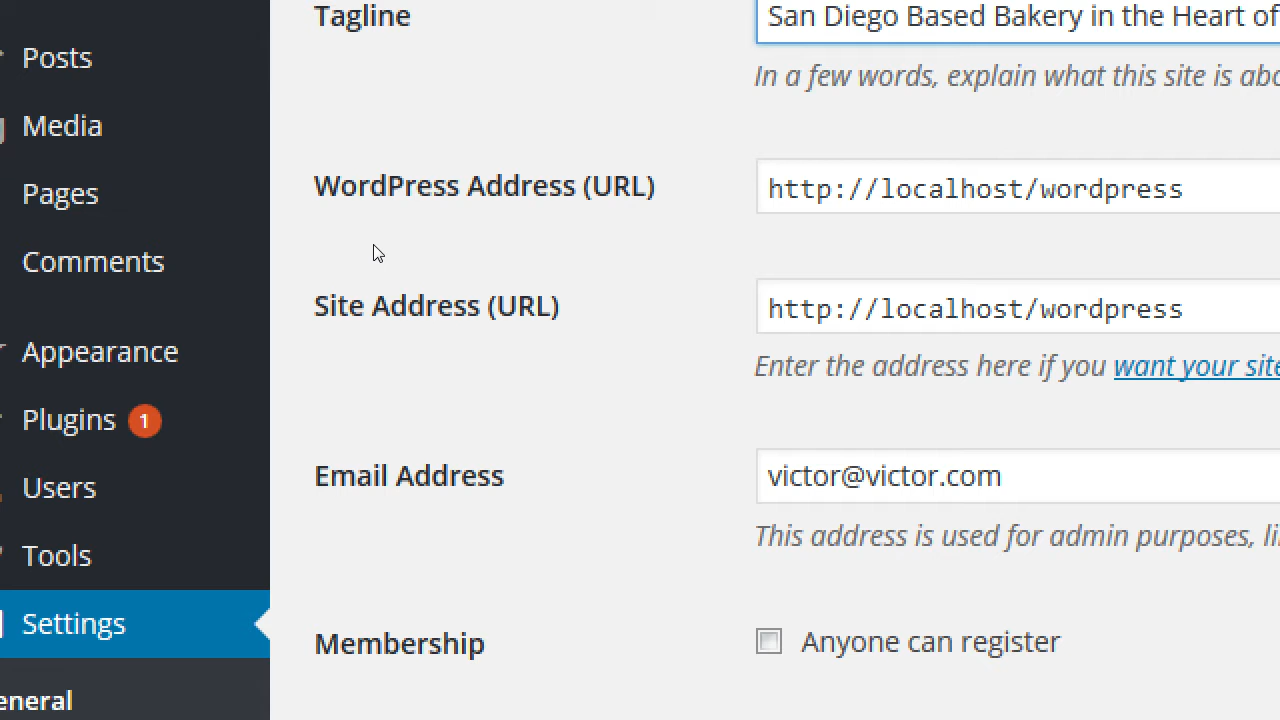 Posts
Media
Pages
Comments
Appearance
Plugins 1
Users
Tools
Settings
Tagline
San Diego Based Bakery in the Heart of
In a few words, explain what this site is
WordPress Address (URL)
http://localhost/wordpress
Site Address (URL)
http://localhost/wordpress
Enter the address here if you want your site
Email Address
victor@victor.com
This address is used for admin purposes,
Membership
Anyone can register